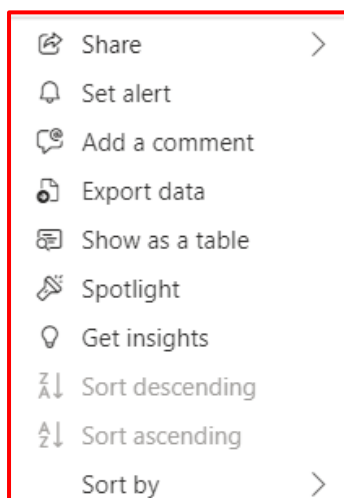 Share
Set alert
Add a comment
Export data
Show as a table
Spotlight
Get insights
Sort descending
Sort ascending
Sort by